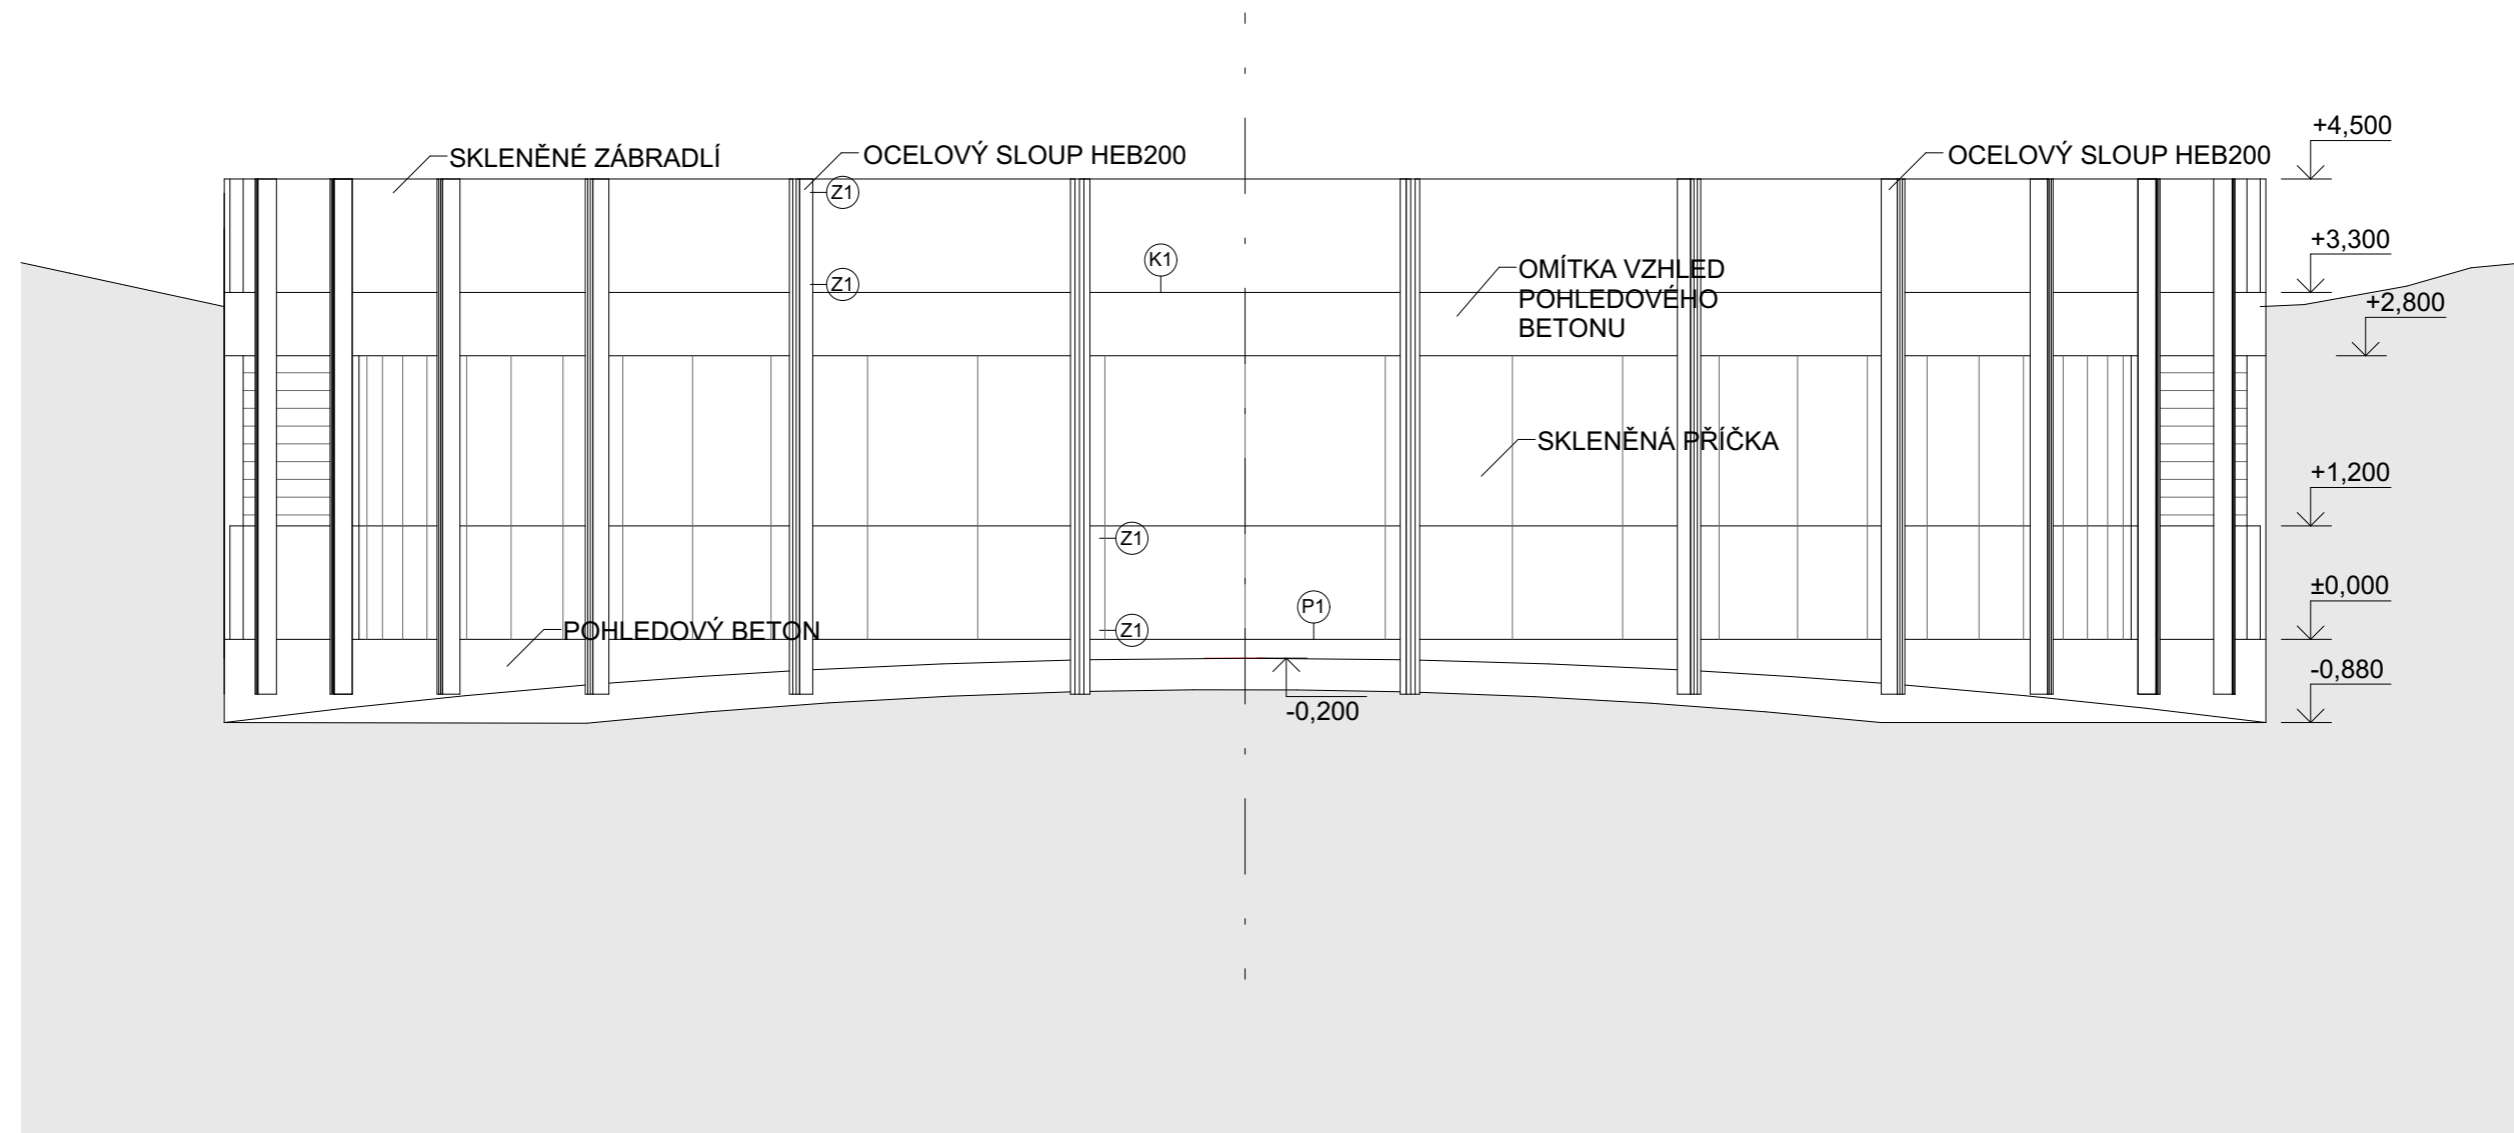 +4,500
SKLENĚNÉ ZÁBRADLÍ
OCELOVÝ SLOUP HEB200
OCELOVÝ SLOUP HEB200
Z1
+3,300
K1
OMÍTKA VZHLED
POHLEDOVÉHO
BETONU
Z1
+2,800
SKLENĚNÁ PŘÍČKA
+1,200
Z1
±0,000
P1
POHLEDOVÝ BETON
Z1
-0,880
-0,200